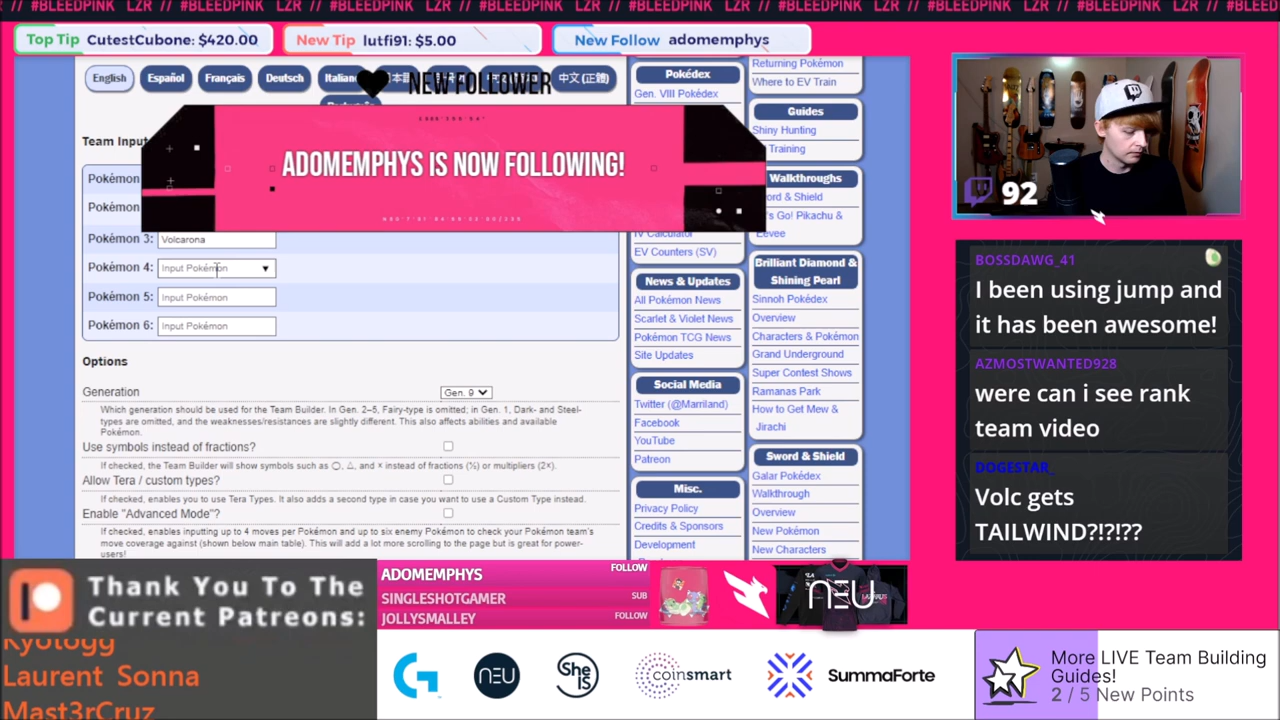 // #BLEEDPINK LZR // #BLEEDPINK LZR // #BLEEDPINK LZR // #BLEEDPINK LZR // #BLEEDPINK LZR // #BLEEDPINK LZR // #BLEEDPINK LZR // #BLEED
Top Tip CutestCubone: $420.00
New Tip lutfi91: $5.00
New Follow adomemphys
English Español Français Deutsch Italian 中文 (正體)
NEW FOLLOWER
ADOMEMPHYS IS NOW FOLLOWING!
Team Input
Pokémon
Pokémon
Pokémon 3: Volcarona
Pokémon 4: Input Pokémon
Pokémon 5: Input Pokémon
Pokémon 6: Input Pokémon
Options
Generation Gen. 9
Which generation should be used for the Team Builder. In Gen. 2–5, Fairy-type is omitted; in Gen. 1, Dark- and Steel-
types are omitted, and the weaknesses/resistances are slightly different. This also affects abilities and available
Pokémon.
Use symbols instead of fractions?
If checked, the Team Builder will show symbols such as ◯, △, and × instead of fractions (½) or multipliers (2×).
Allow Tera / custom types?
If checked, enables you to use Tera Types. It also adds a second type in case you want to use a Custom Type instead.
Enable "Advanced Mode"?
If checked, enables inputting up to 4 moves per Pokémon and up to six enemy Pokémon to check your Pokémon team's
move coverage against (shown below main table). This will add a lot more scrolling to the page but is great for power-
users!
Pokédex
Gen. VIII Pokédex
IV Calculator
EV Counters (SV)
News & Updates
All Pokémon News
Scarlet & Violet News
Pokémon TCG News
Site Updates
Social Media
Twitter (@Marriland)
Facebook
YouTube
Patreon
Misc.
Privacy Policy
Credits & Sponsors
Development
Returning Pokémon
Where to EV Train
Guides
Shiny Hunting
Training
Walkthroughs
ord & Shield
's Go! Pikachu &
Eevee
Brilliant Diamond &
Shining Pearl
Sinnoh Pokédex
Overview
Characters & Pokémon
Grand Underground
Super Contest Shows
Ramanas Park
How to Get Mew &
Jirachi
Sword & Shield
Galar Pokédex
Walkthrough
Overview
New Pokémon
New Characters
92
BOSSDAWG_41
I been using jump and
it has been awesome!
AZMOSTWANTED928
were can i see rank
team video
DOGESTAR_
Volc gets
TAILWIND?!?!??
Thank You To The
Current Patreons:
Kyotogg
Laurent Sonna
Mast3rCruz
ADOMEMPHYS FOLLOW
SINGLESHOTGAMER SUB
JOLLYSMALLEY FOLLOW
NEU
G
NEU
She IS
coinsmart
SummaForte
More LIVE Team Building
Guides!
2 / 5 New Points